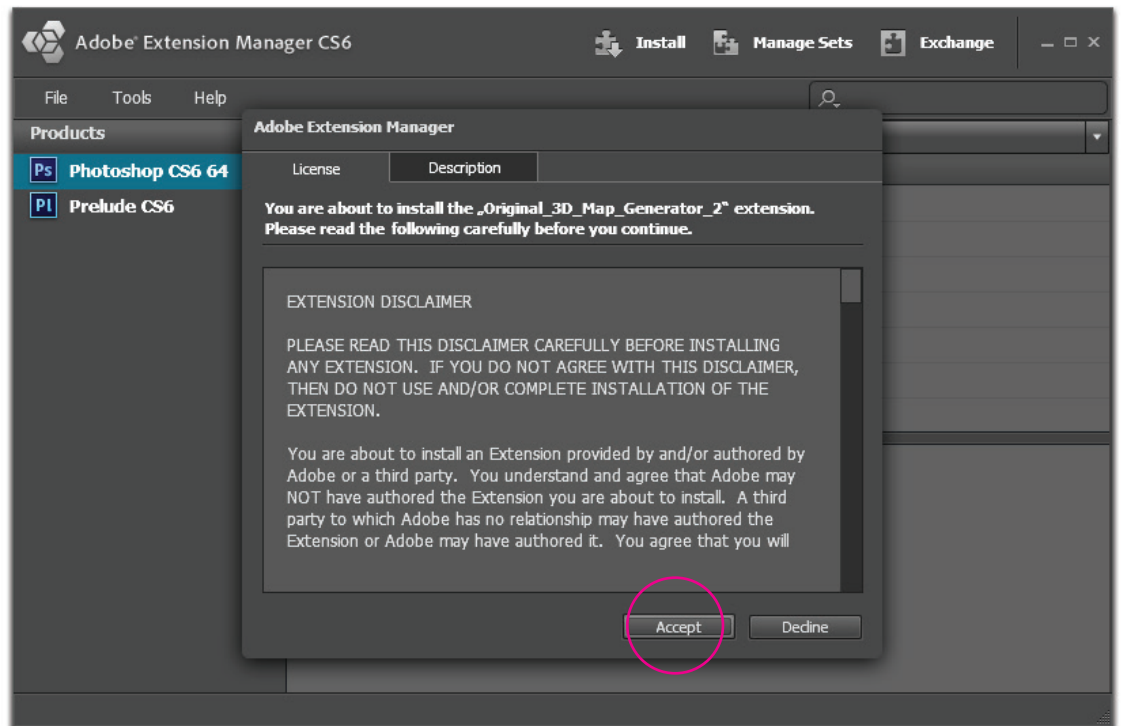 Adobe® Extension Manager CS6
Install
Manage Sets
Exchange
File
Tools
Help
Products
Ps Photoshop CS6 64
Pl Prelude CS6
Adobe Extension Manager
License
Description
You are about to install the „Original_3D_Map_Generator_2“ extension.
Please read the following carefully before you continue.
EXTENSION DISCLAIMER
PLEASE READ THIS DISCLAIMER CAREFULLY BEFORE INSTALLING
ANY EXTENSION. IF YOU DO NOT AGREE WITH THIS DISCLAIMER,
THEN DO NOT USE AND/OR COMPLETE INSTALLATION OF THE
EXTENSION.
You are about to install an Extension provided by and/or authored by
Adobe or a third party. You understand and agree that Adobe may
NOT have authored the Extension you are about to install. A third
party to which Adobe has no relationship may have authored the
Extension or Adobe may have authored it. You agree that you will
Accept
Decline